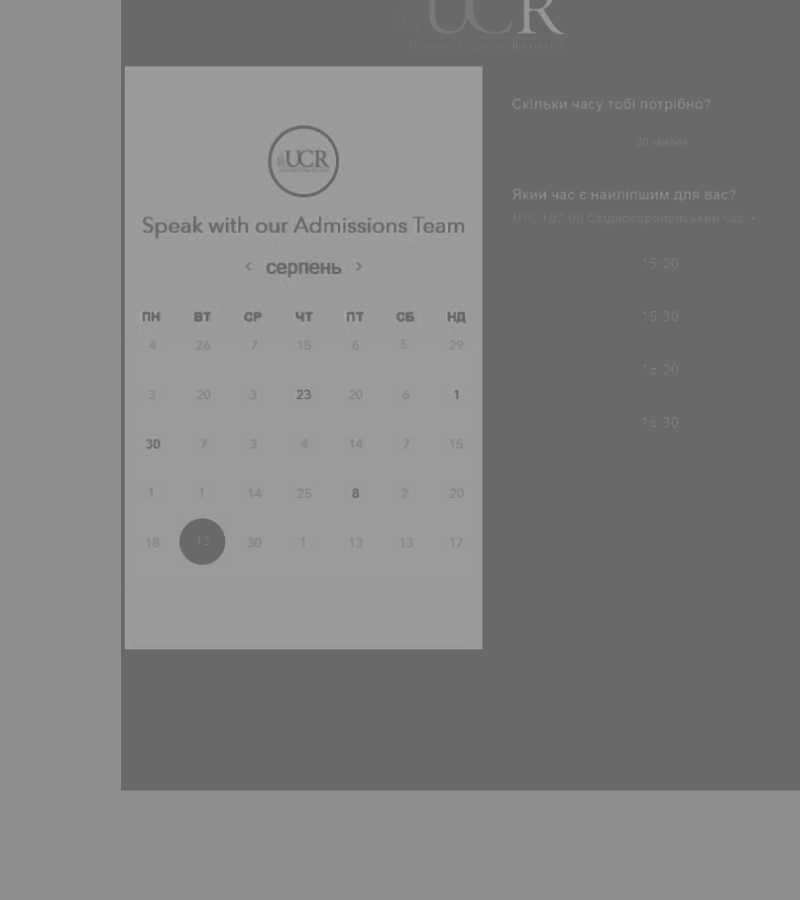 UCR
UCR
Speak with our Admissions Team
‹ серпень ›
ПН ВТ СР ЧТ ПТ СБ НД
4 26 7 15 6 5 29
3 20 3 23 20 6 1
30 7 3 4 14 7 15
1 1 14 25 8 2 20
18 13 30 1 13 13 17
Скільки часу тобі потрібно?
30 хвилин
Який час є найліпшим для вас?
UTC +03:00 Східноєвропейський час
15:00
15:30
16:00
16:30